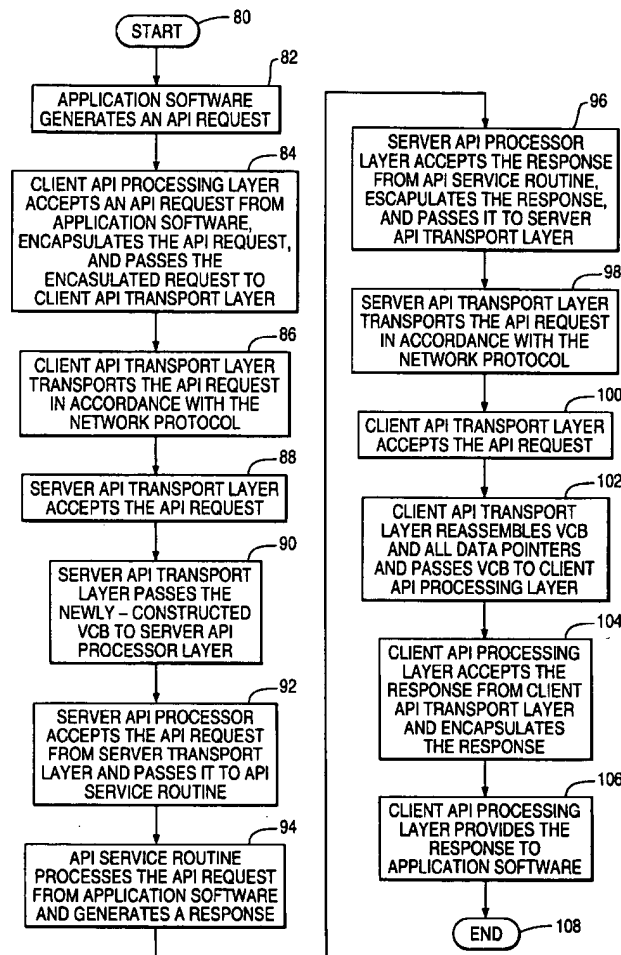 START
80
82
APPLICATION SOFTWARE
GENERATES AN API REQUEST
84
CLIENT API PROCESSING LAYER
ACCEPTS AN API REQUEST FROM
APPLICATION SOFTWARE,
ENCAPSULATES THE API REQUEST,
AND PASSES THE
ENCASULATED REQUEST TO
CLIENT API TRANSPORT LAYER
86
CLIENT API TRANSPORT LAYER
TRANSPORTS THE API REQUEST
IN ACCORDANCE WITH THE
NETWORK PROTOCOL
88
SERVER API TRANSPORT LAYER
ACCEPTS THE API REQUEST
90
SERVER API TRANSPORT
LAYER PASSES THE
NEWLY – CONSTRUCTED
VCB TO SERVER API
PROCESSOR LAYER
92
SERVER API PROCESSOR
ACCEPTS THE API REQUEST
FROM SERVER TRANSPORT
LAYER AND PASSES IT TO API
SERVICE ROUTINE
94
API SERVICE ROUTINE
PROCESSES THE API REQUEST
FROM APPLICATION SOFTWARE
AND GENERATES A RESPONSE
96
SERVER API PROCESSOR
LAYER ACCEPTS THE RESPONSE
FROM API SERVICE ROUTINE,
ESCAPULATES THE RESPONSE,
AND PASSES IT TO SERVER
API TRANSPORT LAYER
98
SERVER API TRANSPORT LAYER
TRANSPORTS THE API REQUEST
IN ACCORDANCE WITH THE
NETWORK PROTOCOL
100
CLIENT API TRANSPORT LAYER
ACCEPTS THE API REQUEST
102
CLIENT API TRANSPORT
LAYER REASSEMBLES VCB
AND ALL DATA POINTERS
AND PASSES VCB TO CLIENT
API PROCESSING LAYER
104
CLIENT API PROCESSING
LAYER ACCEPTS THE
RESPONSE FROM CLIENT
API TRANSPORT LAYER
AND ENCAPSULATES
THE RESPONSE
106
CLIENT API PROCESSING
LAYER PROVIDES THE
RESPONSE TO
APPLICATION SOFTWARE
END
108